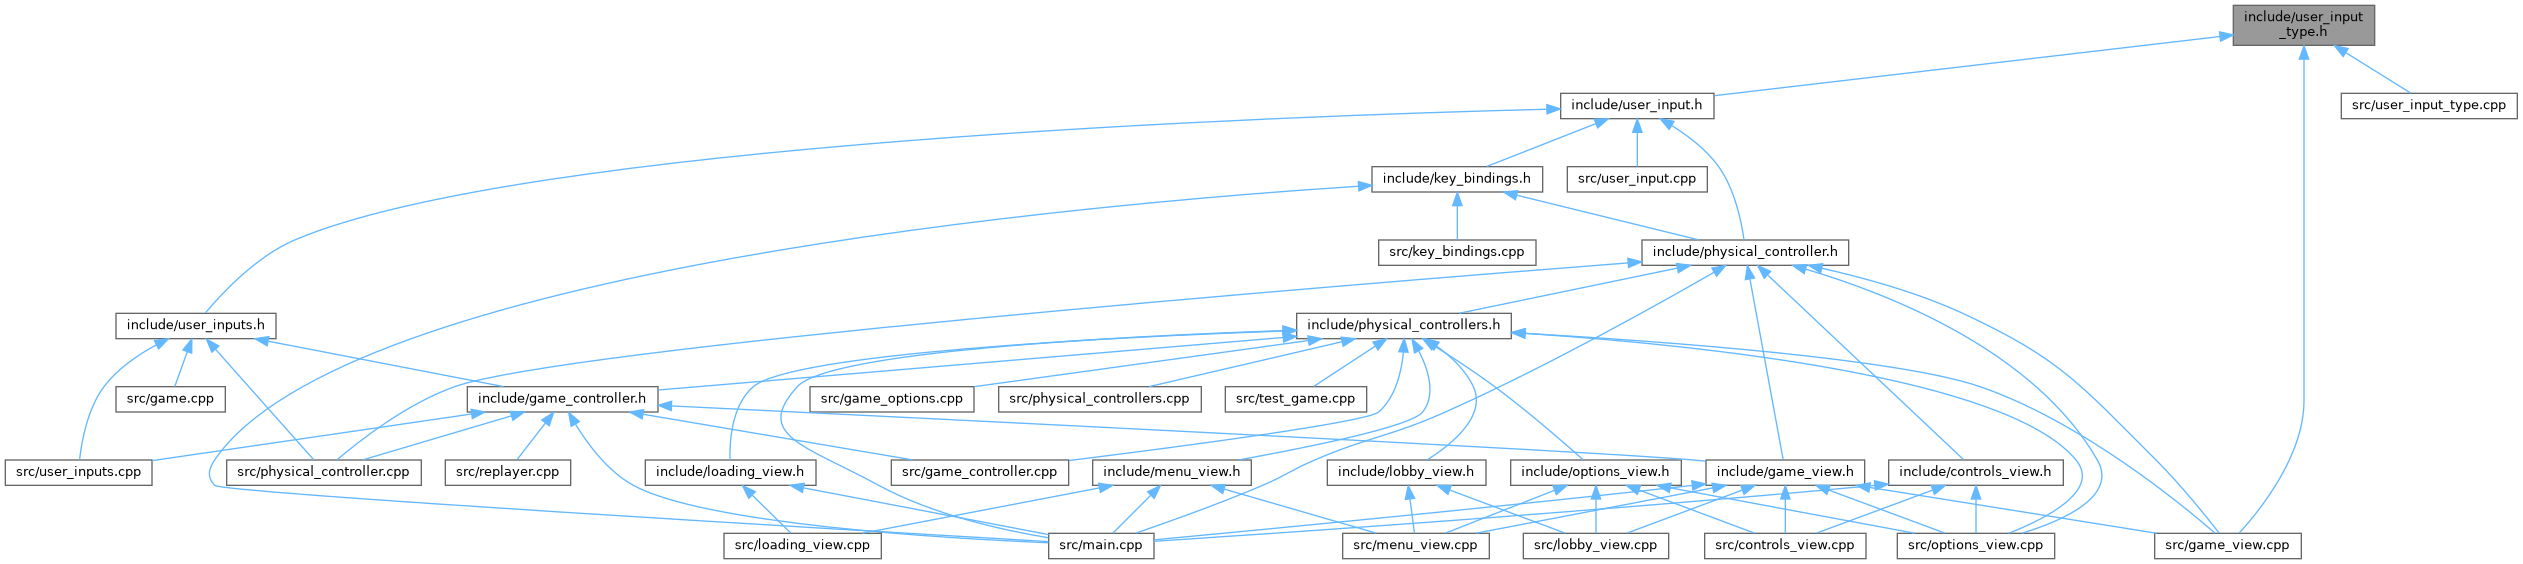 include/user_input
_type.h
include/user_input.h
src/user_input_type.cpp
include/key_bindings.h
src/user_input.cpp
src/key_bindings.cpp
include/physical_controller.h
include/user_inputs.h
include/physical_controllers.h
src/game.cpp
include/game_controller.h
src/game_options.cpp
src/physical_controllers.cpp
src/test_game.cpp
src/user_inputs.cpp
src/physical_controller.cpp
src/replayer.cpp
include/loading_view.h
src/game_controller.cpp
include/menu_view.h
include/lobby_view.h
include/options_view.h
include/game_view.h
include/controls_view.h
src/loading_view.cpp
src/main.cpp
src/menu_view.cpp
src/lobby_view.cpp
src/controls_view.cpp
src/options_view.cpp
src/game_view.cpp